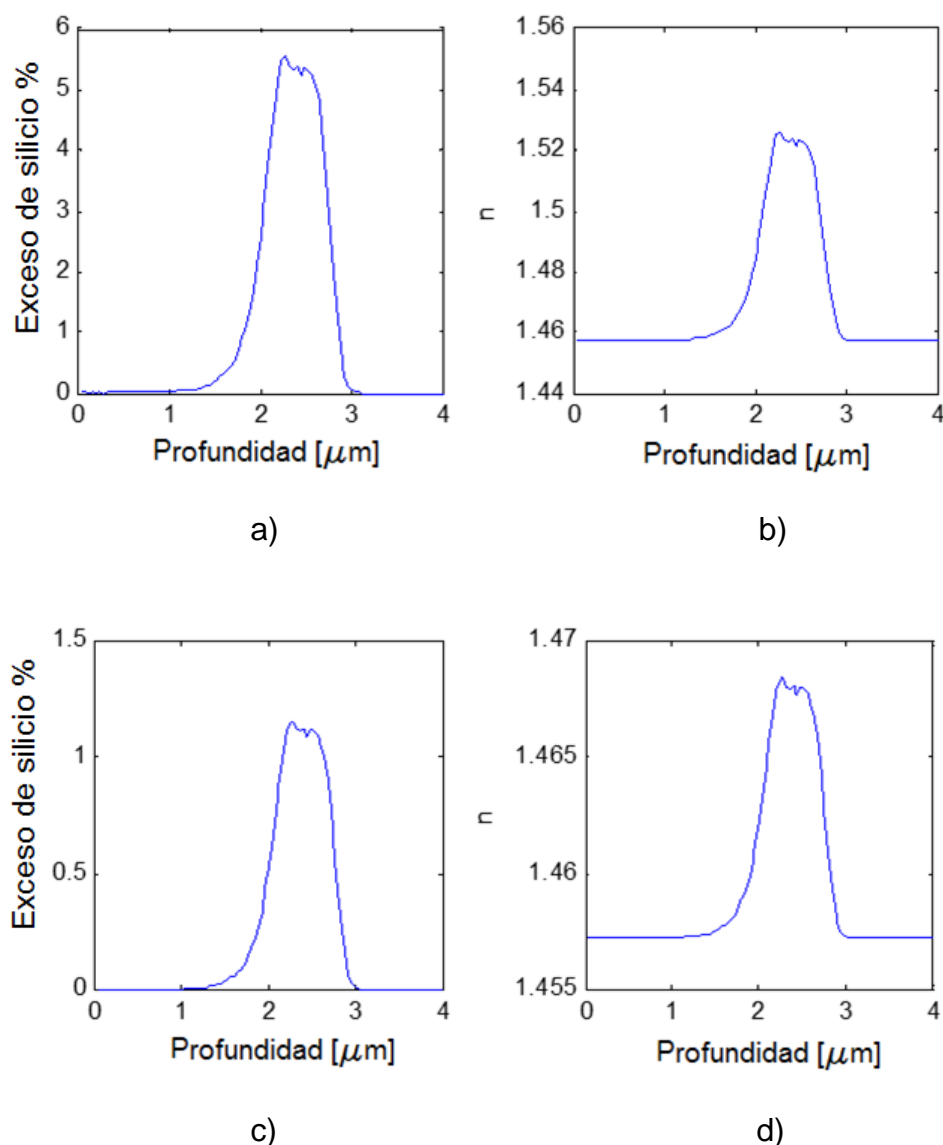 6
5
4
3
2
1
0
Exceso de silicio %
0 1 2 3 4
Profundidad [μm]
a)
1.56
1.54
1.52
1.5
1.48
1.46
1.44
n
0 1 2 3 4
Profundidad [μm]
b)
1.5
1
0.5
0
Exceso de silicio %
0 1 2 3 4
Profundidad [μm]
c)
1.47
1.465
1.46
1.455
n
0 1 2 3 4
Profundidad [μm]
d)